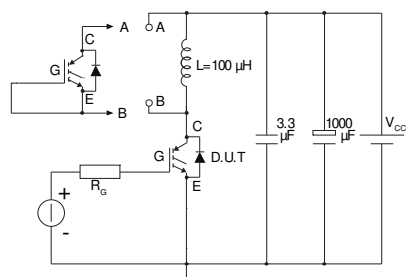 A
A
C
G
L=100 µH
E
B
B
C
G
D.U.T
E
+
R_G
-
3.3 µF
1000 µF
V_CC